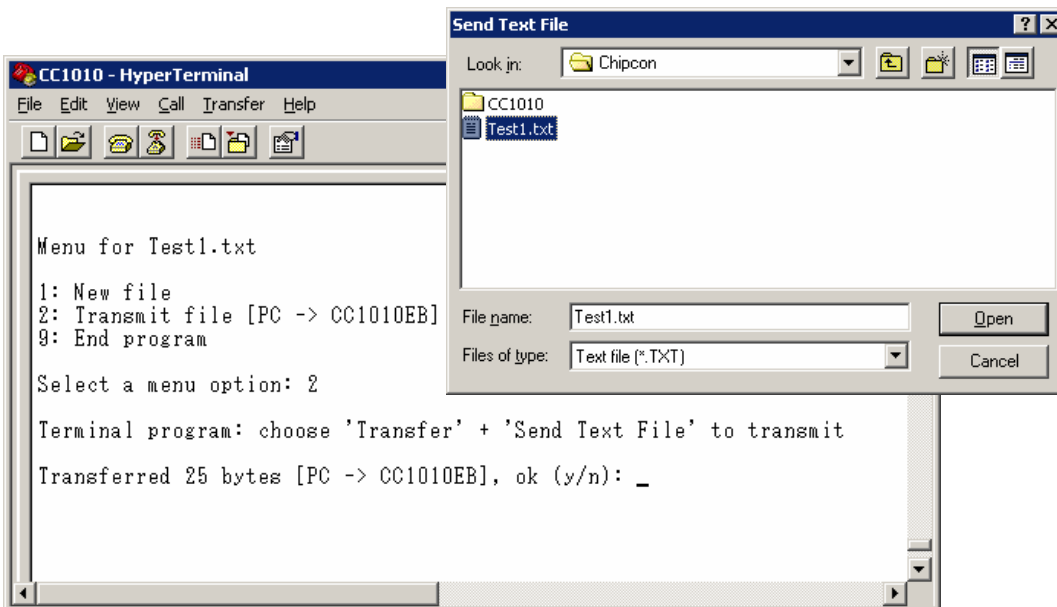 CC1010 - HyperTerminal
File Edit View Call Transfer Help
Menu for Test1.txt
1: New file
2: Transmit file [PC -> CC1010EB]
9: End program
Select a menu option: 2
Terminal program: choose 'Transfer' + 'Send Text File' to transmit
Transferred 25 bytes [PC -> CC1010EB], ok (y/n): _
Send Text File
Look in: Chipcon
CC1010
Test1.txt
File name: Test1.txt Open
Files of type: Text file (*.TXT) Cancel